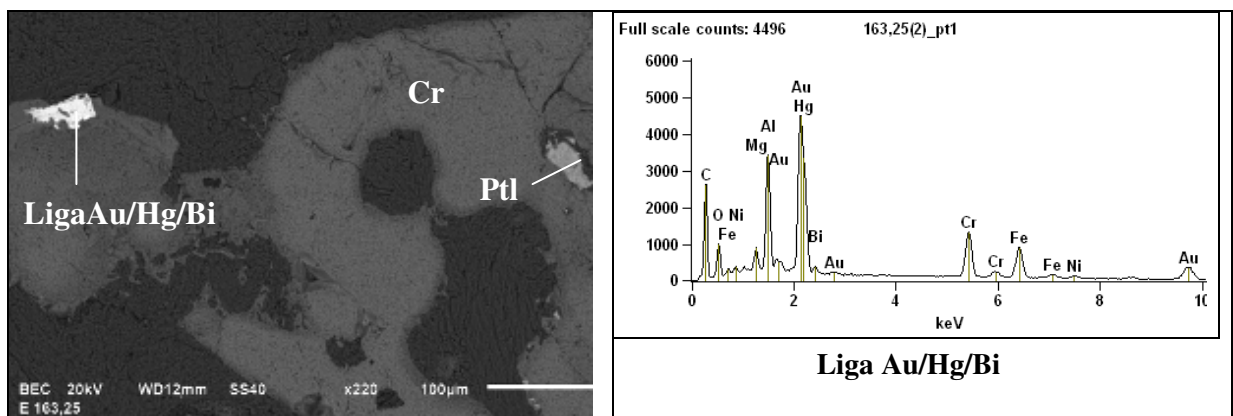 Cr
LigaAu/Hg/Bi
Ptl
BEC 20kV WD12mm SS40 x220 100µm
E 163,25
Full scale counts: 4496 163,25(2)_pt1
6000
5000
4000
3000
2000
1000
0
C
O Ni
Fe
Mg
Al
Au
Au
Hg
Bi
Au
Cr
Cr
Fe
Fe
Ni
Au
0 2 4 6 8 10
keV
Liga Au/Hg/Bi